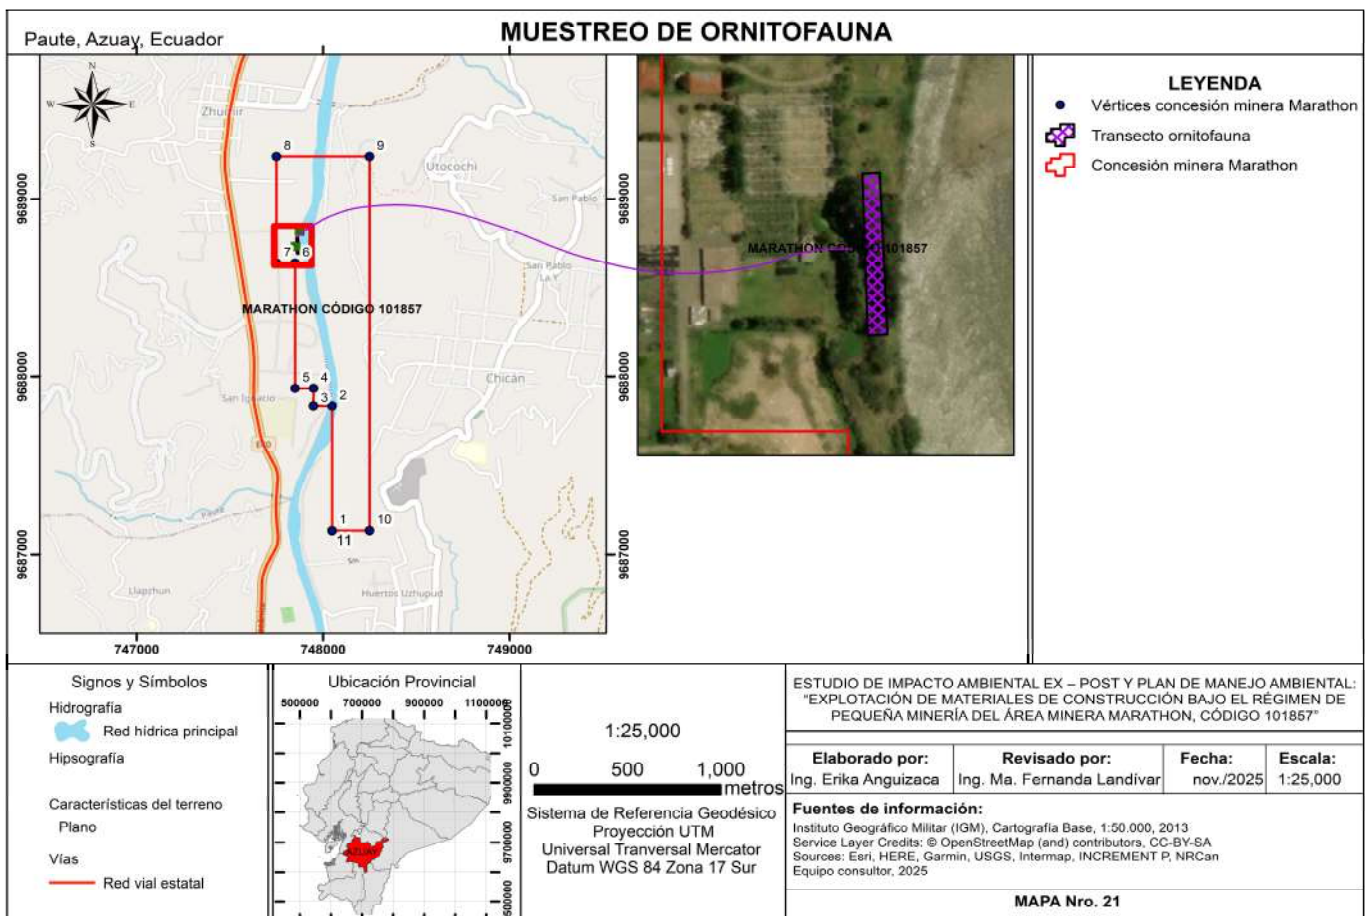 Paute, Azuay, Ecuador
MUESTREO DE ORNITOFAUNA
N
W
E
S
Zhumir
8
9
Utcocochi
San Pablo
7
6
San Pablo
La Y
MARATHON CÓDIGO 101857
5
4
3
2
San Ignacio
Chicán
E40
Paute
1
10
11
Sm
Llapzhun
Huertos Uzhupud
9689000
9688000
9687000
9689000
9688000
9687000
747000
748000
749000
MARATHON CÓDIGO 101857
LEYENDA
Vértices concesión minera Marathon
Transecto ornitofauna
Concesión minera Marathon
Signos y Símbolos
Hidrografía
Red hídrica principal
Hipsografía
Características del terreno
Plano
Vías
Red vial estatal
Ubicación Provincial
500000
700000
900000
1100000
10100000
9900000
9700000
9500000
AZUAY
1:25,000
0
500
1,000
metros
Sistema de Referencia Geodésico
Proyección UTM
Universal Tranversal Mercator
Datum WGS 84 Zona 17 Sur
ESTUDIO DE IMPACTO AMBIENTAL EX – POST Y PLAN DE MANEJO AMBIENTAL:
"EXPLOTACIÓN DE MATERIALES DE CONSTRUCCIÓN BAJO EL RÉGIMEN DE
PEQUEÑA MINERÍA DEL ÁREA MINERA MARATHON, CÓDIGO 101857"
Elaborado por:
Ing. Erika Anguizaca
Revisado por:
Ing. Ma. Fernanda Landívar
Fecha:
nov./2025
Escala:
1:25,000
Fuentes de información:
Instituto Geográfico Militar (IGM), Cartografía Base, 1:50.000, 2013
Service Layer Credits: © OpenStreetMap (and) contributors, CC-BY-SA
Sources: Esri, HERE, Garmin, USGS, Intermap, INCREMENT P, NRCan
Equipo consultor, 2025
MAPA Nro. 21